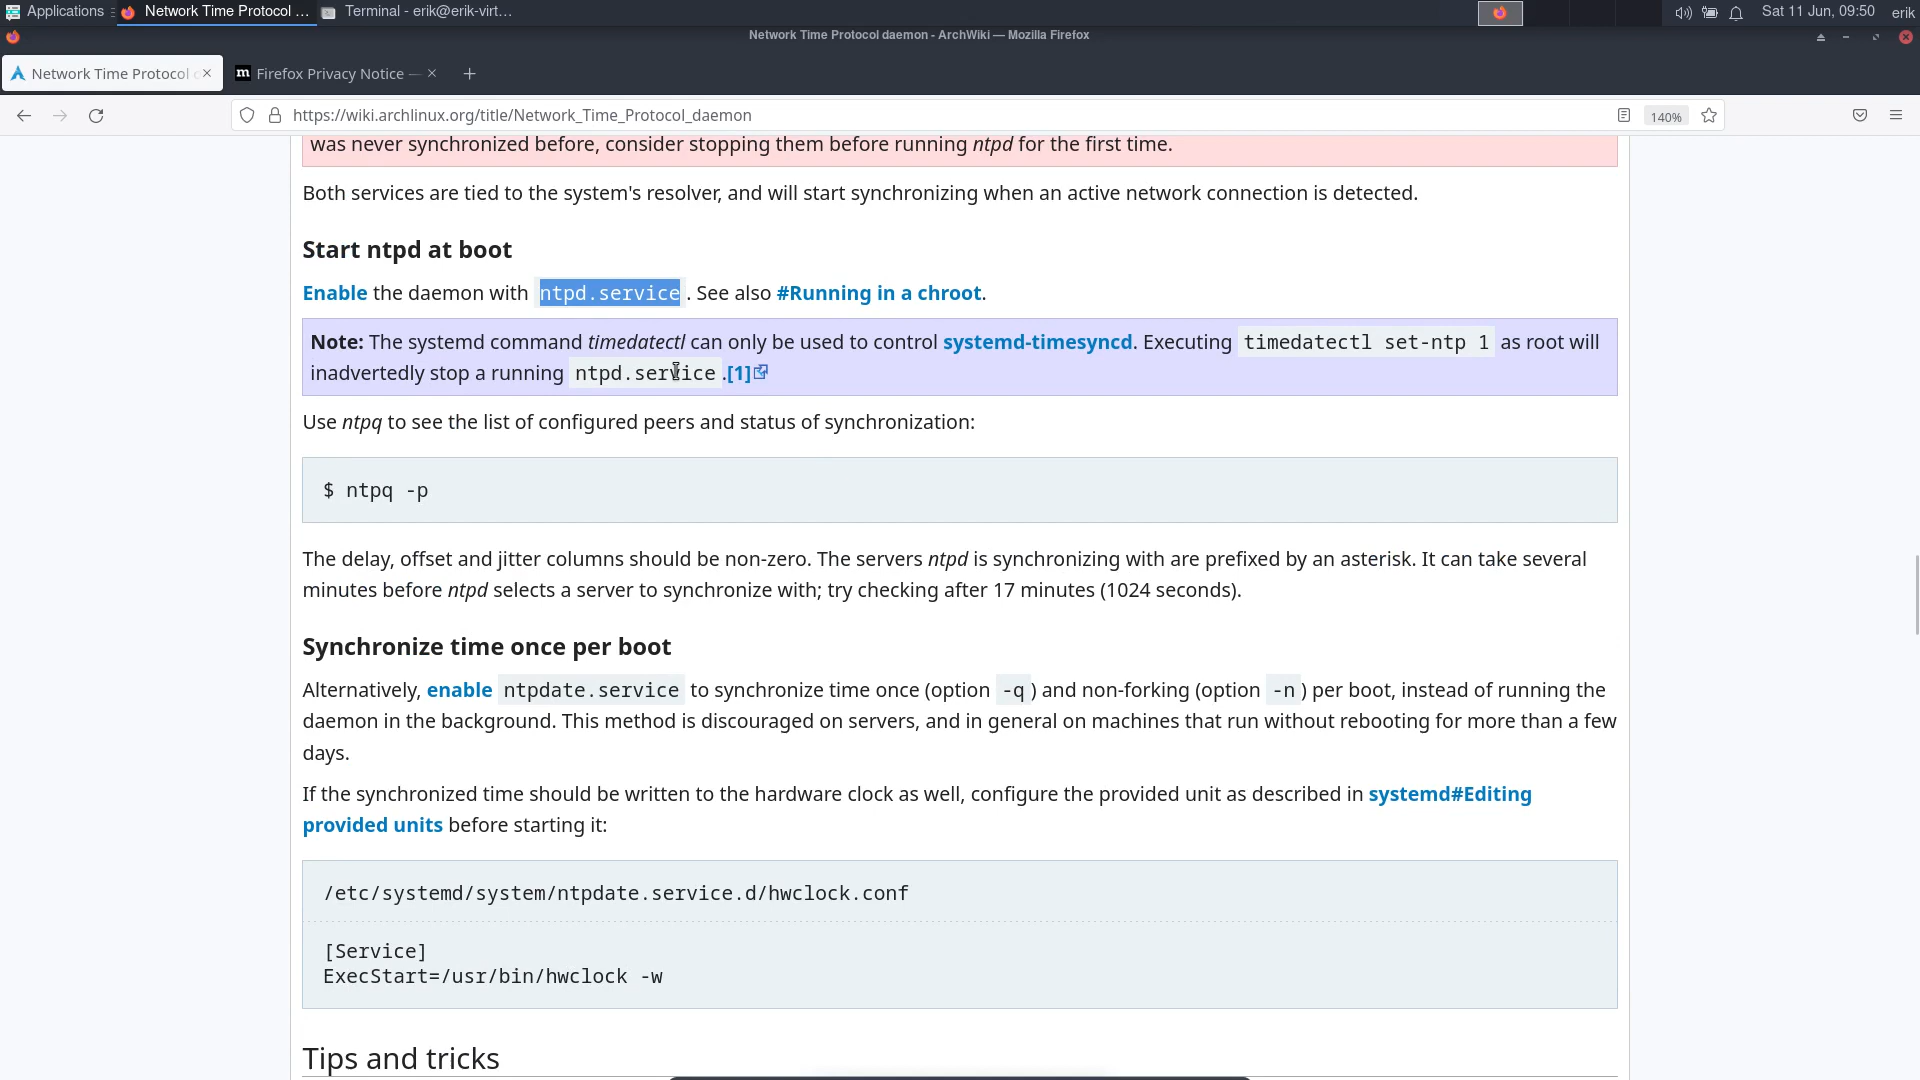 Applications
Network Time Protocol ...
Terminal - erik@erik-virt...
Sat 11 Jun, 09:50
erik
Network Time Protocol daemon - ArchWiki — Mozilla Firefox
Network Time Protocol
Firefox Privacy Notice —
https://wiki.archlinux.org/title/Network_Time_Protocol_daemon
140%
was never synchronized before, consider stopping them before running ntpd for the first time.
Both services are tied to the system's resolver, and will start synchronizing when an active network connection is detected.
Start ntpd at boot
Enable the daemon with ntpd.service . See also #Running in a chroot.
Note: The systemd command timedatectl can only be used to control systemd-timesyncd. Executing timedatectl set-ntp 1 as root will
inadvertedly stop a running ntpd.service .[1]
Use ntpq to see the list of configured peers and status of synchronization:
$ ntpq -p
The delay, offset and jitter columns should be non-zero. The servers ntpd is synchronizing with are prefixed by an asterisk. It can take several
minutes before ntpd selects a server to synchronize with; try checking after 17 minutes (1024 seconds).
Synchronize time once per boot
Alternatively, enable ntpdate.service to synchronize time once (option -q ) and non-forking (option -n ) per boot, instead of running the
daemon in the background. This method is discouraged on servers, and in general on machines that run without rebooting for more than a few
days.
If the synchronized time should be written to the hardware clock as well, configure the provided unit as described in systemd#Editing
provided units before starting it:
/etc/systemd/system/ntpdate.service.d/hwclock.conf
[Service]
ExecStart=/usr/bin/hwclock -w
Tips and tricks